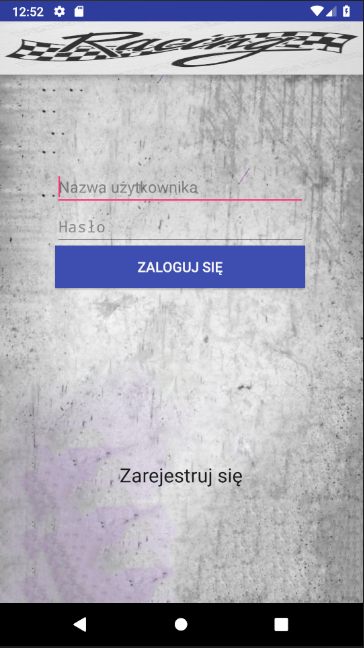 12:52
Racing
Nazwa użytkownika
Hasło
ZALOGUJ SIĘ
Zarejestruj się